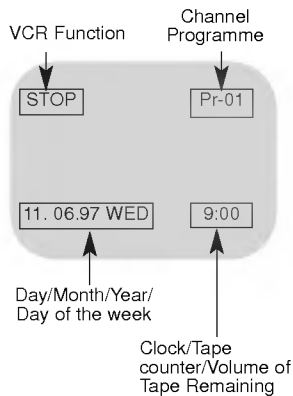 Channel
VCR Function Programme
STOP Pr-01
11. 06.97 WED 9:00
Day/Month/Year/
Day of the week
Clock/Tape
counter/Volume of
Tape Remaining